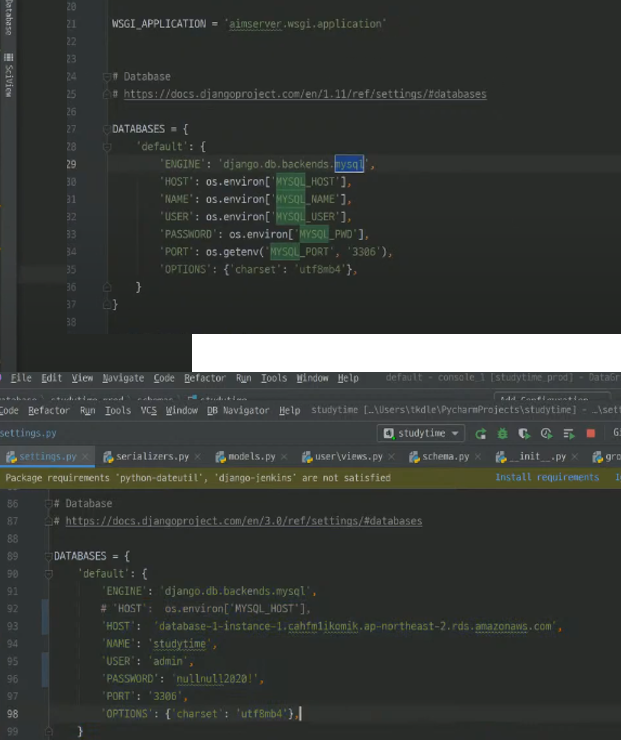 Database
SciView
20
21 WSGI_APPLICATION = 'aimserver.wsgi.application'
22
23
24 # Database
25 # https://docs.djangoproject.com/en/1.11/ref/settings/#databases
26
27 DATABASES = {
28 'default': {
29 'ENGINE': 'django.db.backends.mysql',
30 'HOST': os.environ['MYSQL_HOST'],
31 'NAME': os.environ['MYSQL_NAME'],
32 'USER': os.environ['MYSQL_USER'],
33 'PASSWORD': os.environ['MYSQL_PWD'],
34 'PORT': os.getenv('MYSQL_PORT', '3306'),
35 'OPTIONS': {'charset': 'utf8mb4'},
36 }
37 }
38
File Edit View Navigate Code Refactor Run Tools Window Help default - console_1 [studytime_prod] - DataGr
Code Refactor Run Tools VCS Window DB Navigator Help studytime […\Users\tkdle\PycharmProjects\studytime] - …\sett
settings.py studytime
settings.py serializers.py models.py user\views.py schema.py __init__.py gro
Package requirements 'python-dateutil', 'django-jenkins' are not satisfied Install requirements
86 # Database
87 # https://docs.djangoproject.com/en/3.0/ref/settings/#databases
88
89 DATABASES = {
90 'default': {
91 'ENGINE': 'django.db.backends.mysql',
92 # 'HOST': os.environ['MYSQL_HOST'],
93 'HOST': 'database-1-instance-1.cahfm1ikomik.ap-northeast-2.rds.amazonaws.com',
94 'NAME': 'studytime',
95 'USER': 'admin',
96 'PASSWORD': 'nullnull2020!',
97 'PORT': '3306',
98 'OPTIONS': {'charset': 'utf8mb4'},
99 }